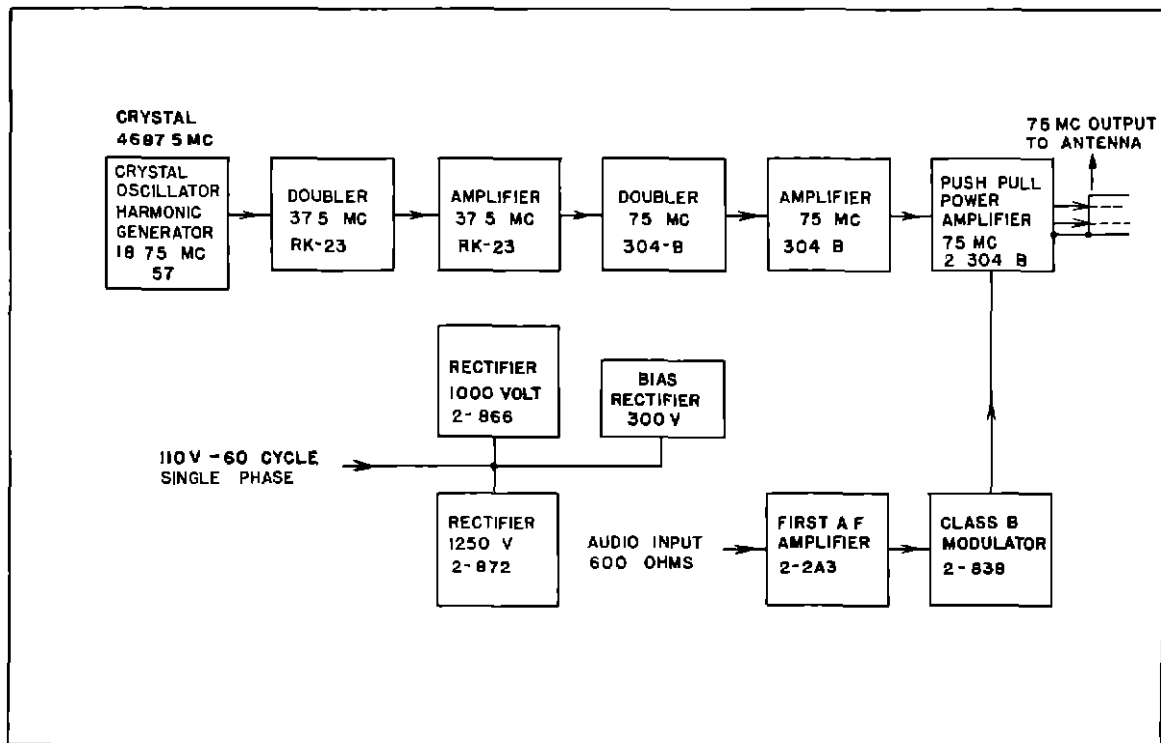 CRYSTAL
4687 5 MC
CRYSTAL
OSCILLATOR
HARMONIC
GENERATOR
18 75 MC
57
DOUBLER
37 5 MC
RK-23
AMPLIFIER
37 5 MC
RK-23
DOUBLER
75 MC
304-B
AMPLIFIER
75 MC
304 B
PUSH PULL
POWER
AMPLIFIER
75 MC
2 304 B
75 MC OUTPUT
TO ANTENNA
RECTIFIER
1000 VOLT
2-866
BIAS
RECTIFIER
300 V
110 V - 60 CYCLE
SINGLE PHASE
RECTIFIER
1250 V
2-872
AUDIO INPUT
600 OHMS
FIRST A F
AMPLIFIER
2-2A3
CLASS B
MODULATOR
2-838